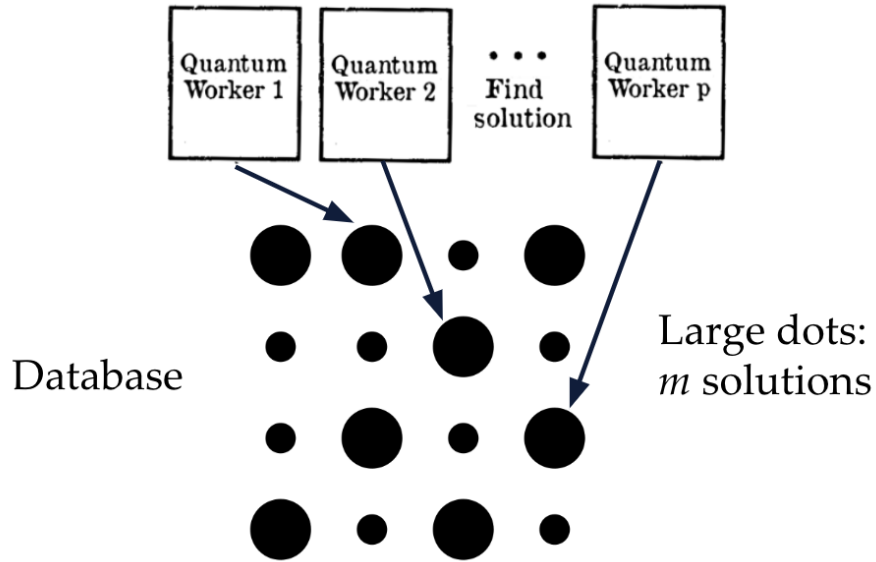 Quantum
Worker 1
Quantum
Worker 2
• • •
Find
solution
Quantum
Worker p
Database
Large dots:
m solutions